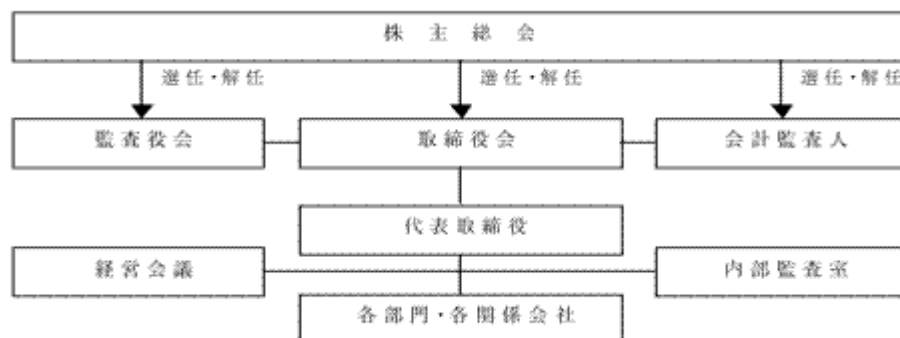 株主総会
選任・解任
選任・解任
選任・解任
監査役会
取締役会
会計監査人
代表取締役
経営会議
内部監査室
各部門・各関係会社